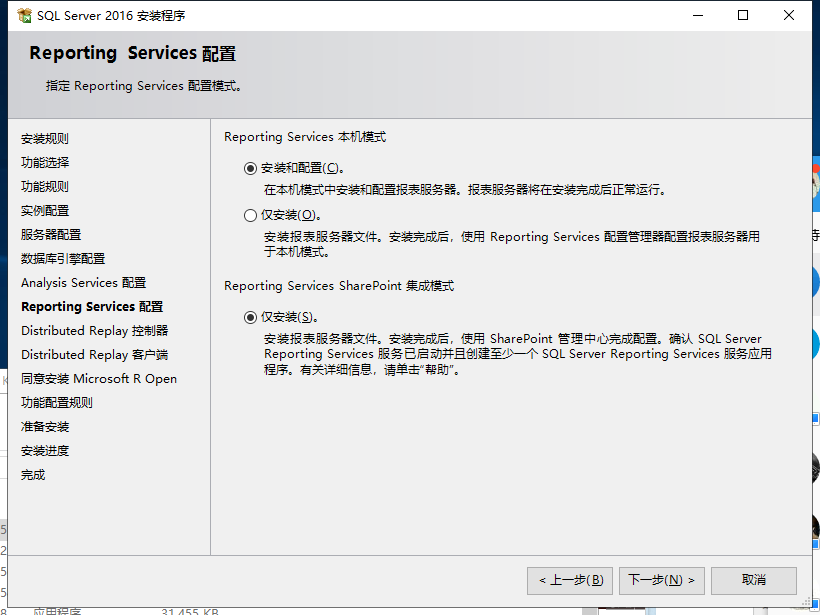 SQL Server 2016 安装程序
Reporting Services 配置
指定 Reporting Services 配置模式。
安装规则
功能选择
功能规则
实例配置
服务器配置
数据库引擎配置
Analysis Services 配置
Reporting Services 配置
Distributed Replay 控制器
Distributed Replay 客户端
同意安装 Microsoft R Open
功能配置规则
准备安装
安装进度
完成
Reporting Services 本机模式
安装和配置(C)。
在本机模式中安装和配置报表服务器。报表服务器将在安装完成后正常运行。
仅安装(O)。
安装报表服务器文件。安装完成后，使用 Reporting Services 配置管理器配置报表服务器用
于本机模式。
Reporting Services SharePoint 集成模式
仅安装(S)。
安装报表服务器文件。安装完成后，使用 SharePoint 管理中心完成配置。确认 SQL Server
Reporting Services 服务已启动并且创建至少一个 SQL Server Reporting Services 服务应用
程序。有关详细信息，请单击“帮助”。
< 上一步(B)
下一步(N) >
取消
应用程序
31,455 KB